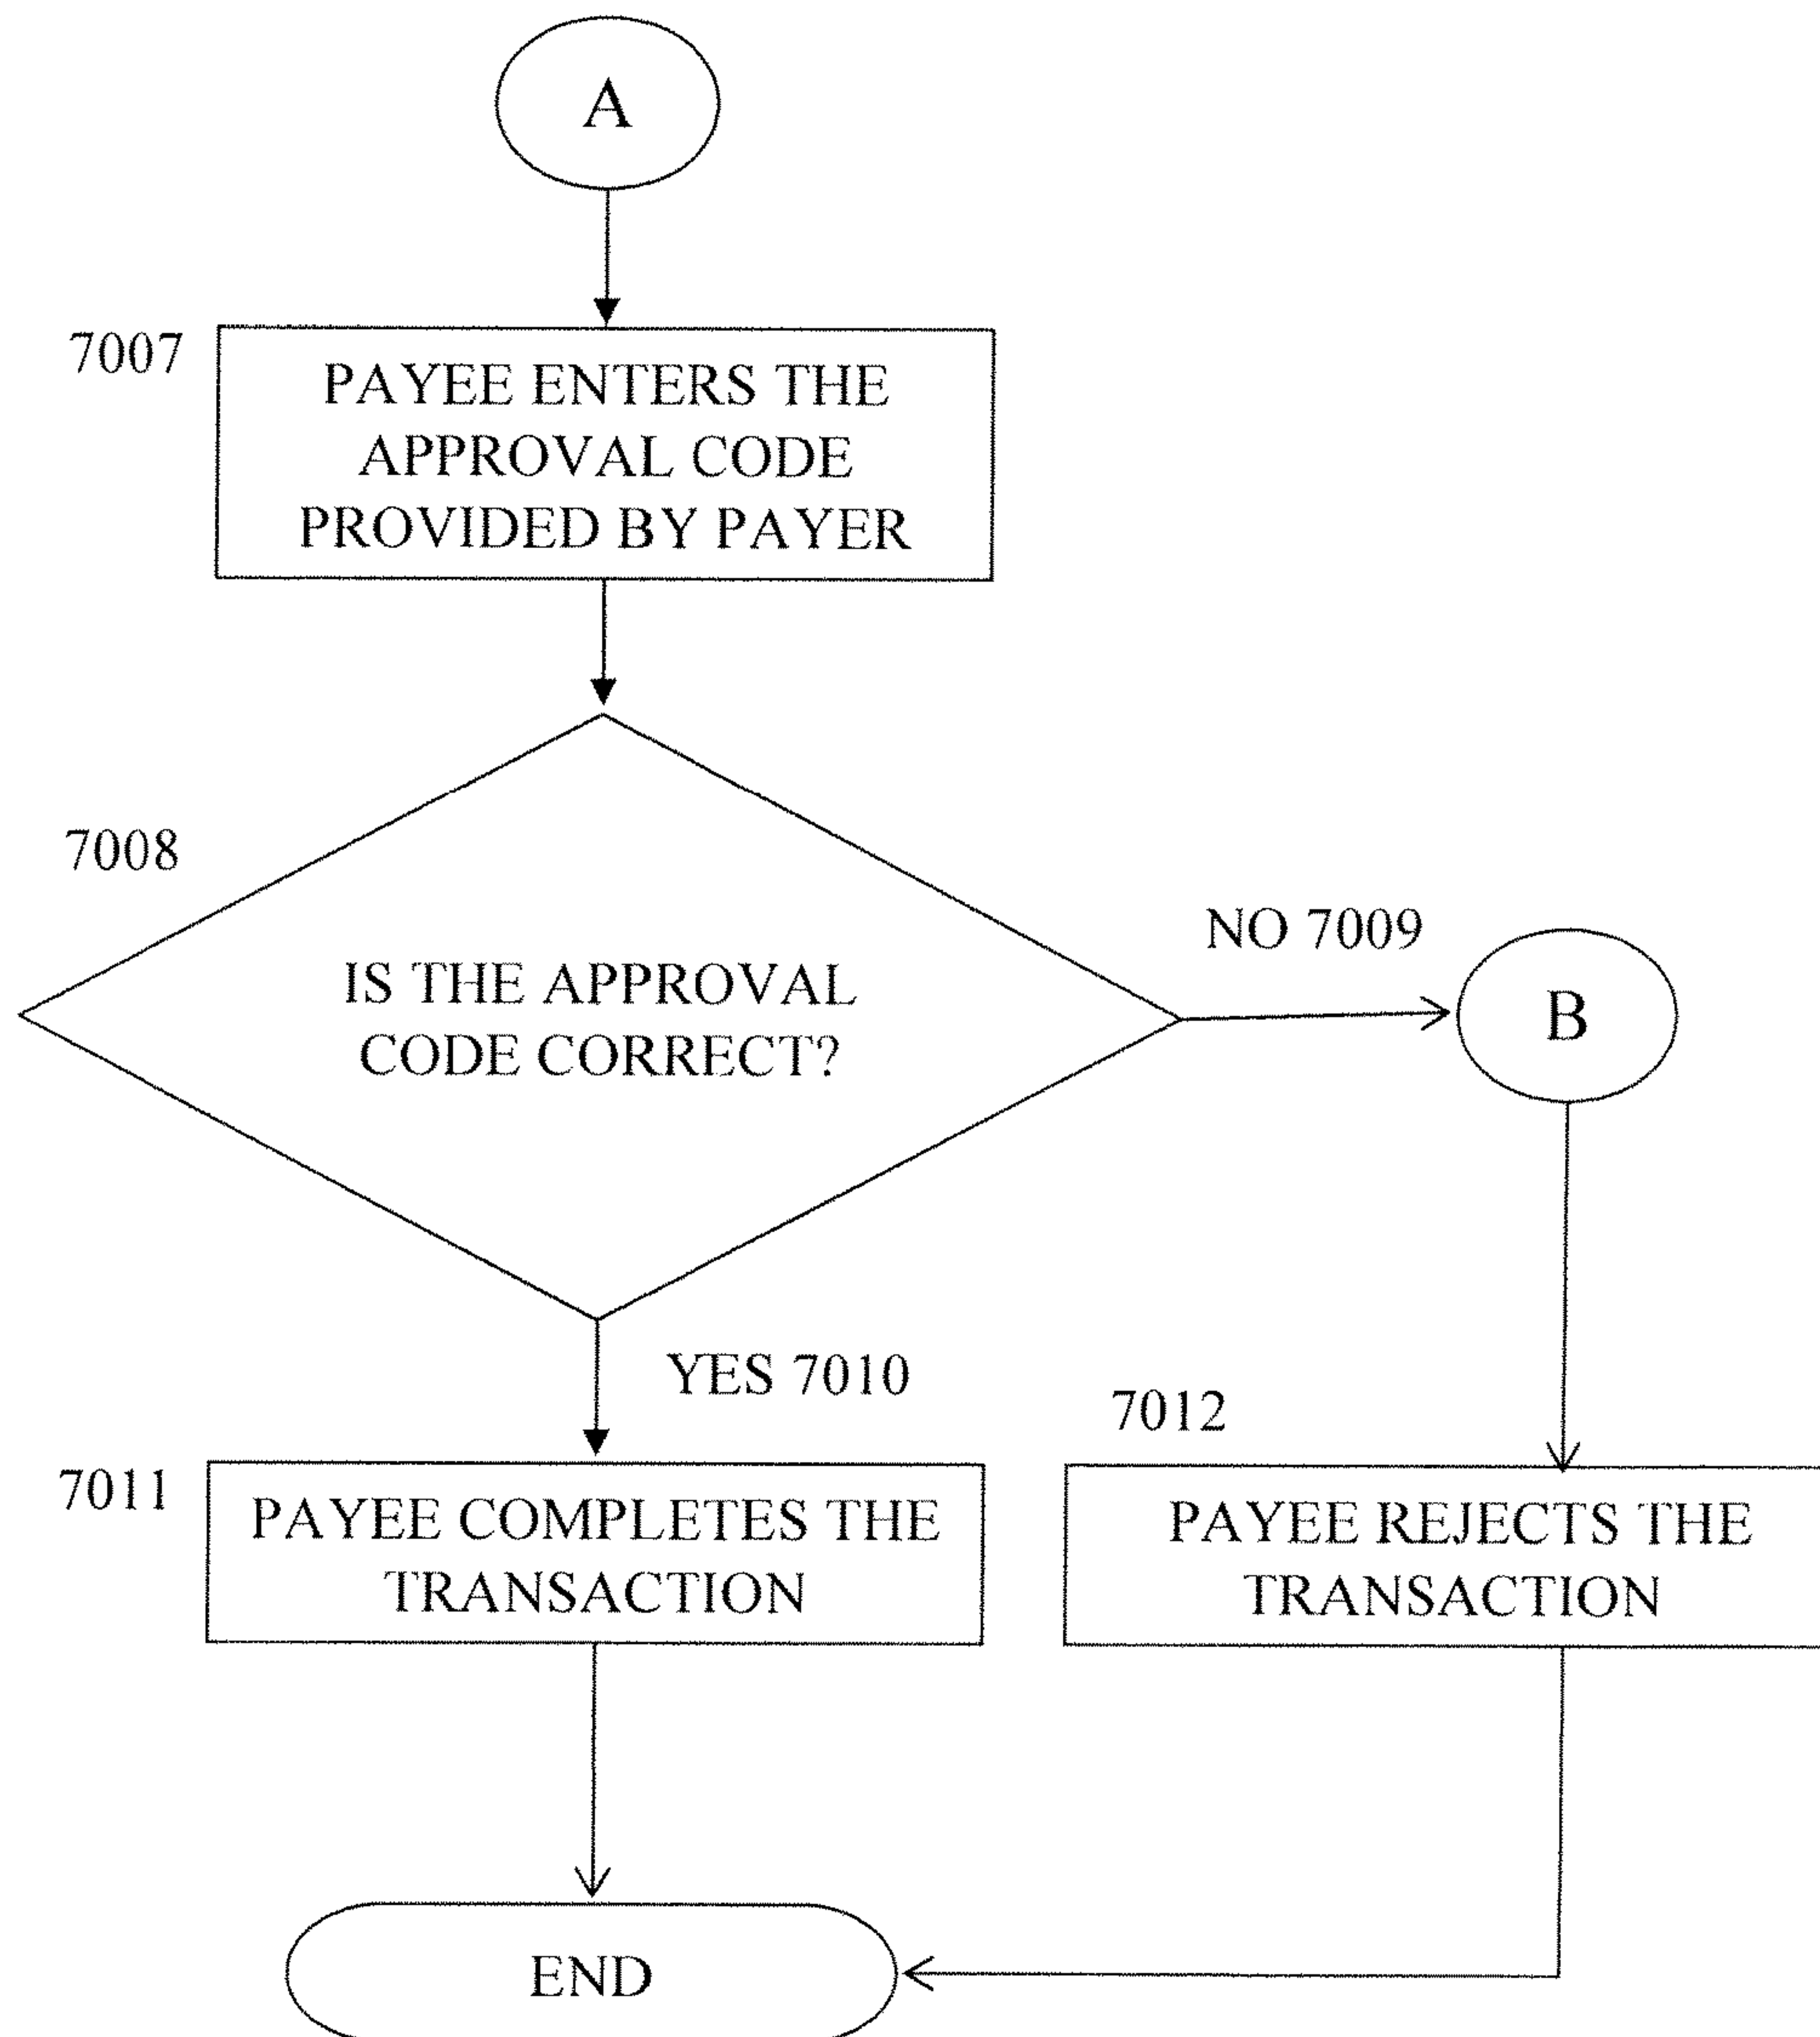 A
7007
PAYEE ENTERS THE
APPROVAL CODE
PROVIDED BY PAYER
7008
IS THE APPROVAL
CODE CORRECT?
NO 7009
B
YES 7010
7011
PAYEE COMPLETES THE
TRANSACTION
7012
PAYEE REJECTS THE
TRANSACTION
END